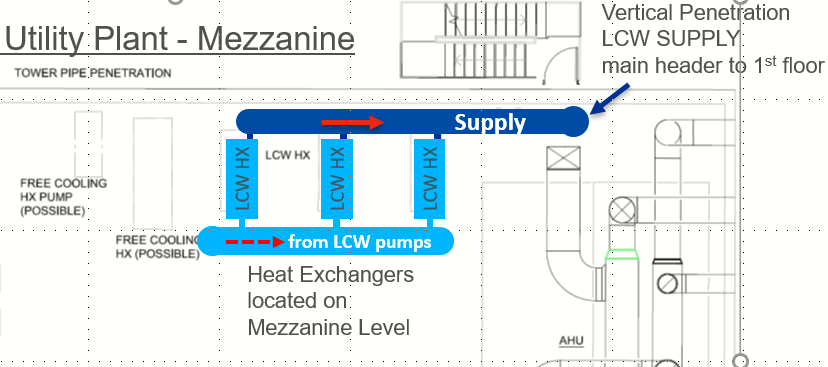 Utility Plant - Mezzanine
Vertical Penetration
LCW SUPPLY
main header to 1st floor
TOWER PIPE PENETRATION
Supply
LCW HX
LCW HX
LCW HX
LCW HX
FREE COOLING
HX PUMP
(POSSIBLE)
FREE COOLING
HX (POSSIBLE)
from LCW pumps
Heat Exchangers
located on
Mezzanine Level
AHU